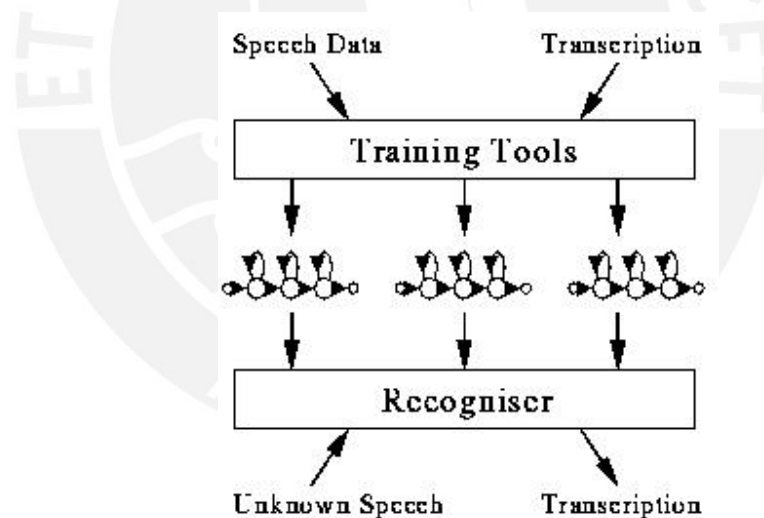 Speech Data Transcription
Training Tools
Recogniser
Unknown Speech Transcription